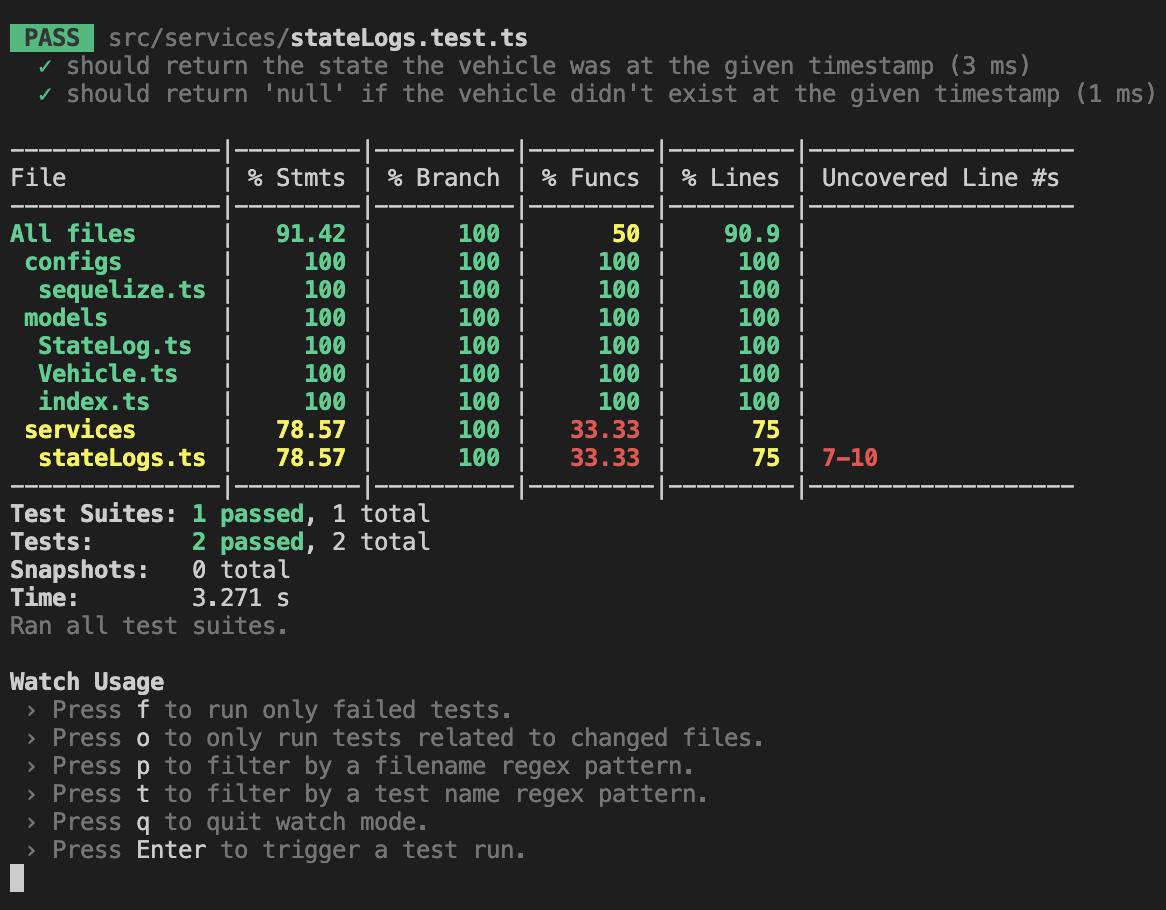 PASS src/services/stateLogs.test.ts
✓ should return the state the vehicle was at the given timestamp (3 ms)
✓ should return 'null' if the vehicle didn't exist at the given timestamp (1 ms)
---------------|---------|----------|---------|---------|-------------------
File | % Stmts | % Branch | % Funcs | % Lines | Uncovered Line #s
---------------|---------|----------|---------|---------|-------------------
All files | 91.42 | 100 | 50 | 90.9 |
configs | 100 | 100 | 100 | 100 |
sequelize.ts | 100 | 100 | 100 | 100 |
models | 100 | 100 | 100 | 100 |
StateLog.ts | 100 | 100 | 100 | 100 |
Vehicle.ts | 100 | 100 | 100 | 100 |
index.ts | 100 | 100 | 100 | 100 |
services | 78.57 | 100 | 33.33 | 75 |
stateLogs.ts | 78.57 | 100 | 33.33 | 75 | 7-10
---------------|---------|----------|---------|---------|-------------------
Test Suites: 1 passed, 1 total
Tests: 2 passed, 2 total
Snapshots: 0 total
Time: 3.271 s
Ran all test suites.
Watch Usage
› Press f to run only failed tests.
› Press o to only run tests related to changed files.
› Press p to filter by a filename regex pattern.
› Press t to filter by a test name regex pattern.
› Press q to quit watch mode.
› Press Enter to trigger a test run.